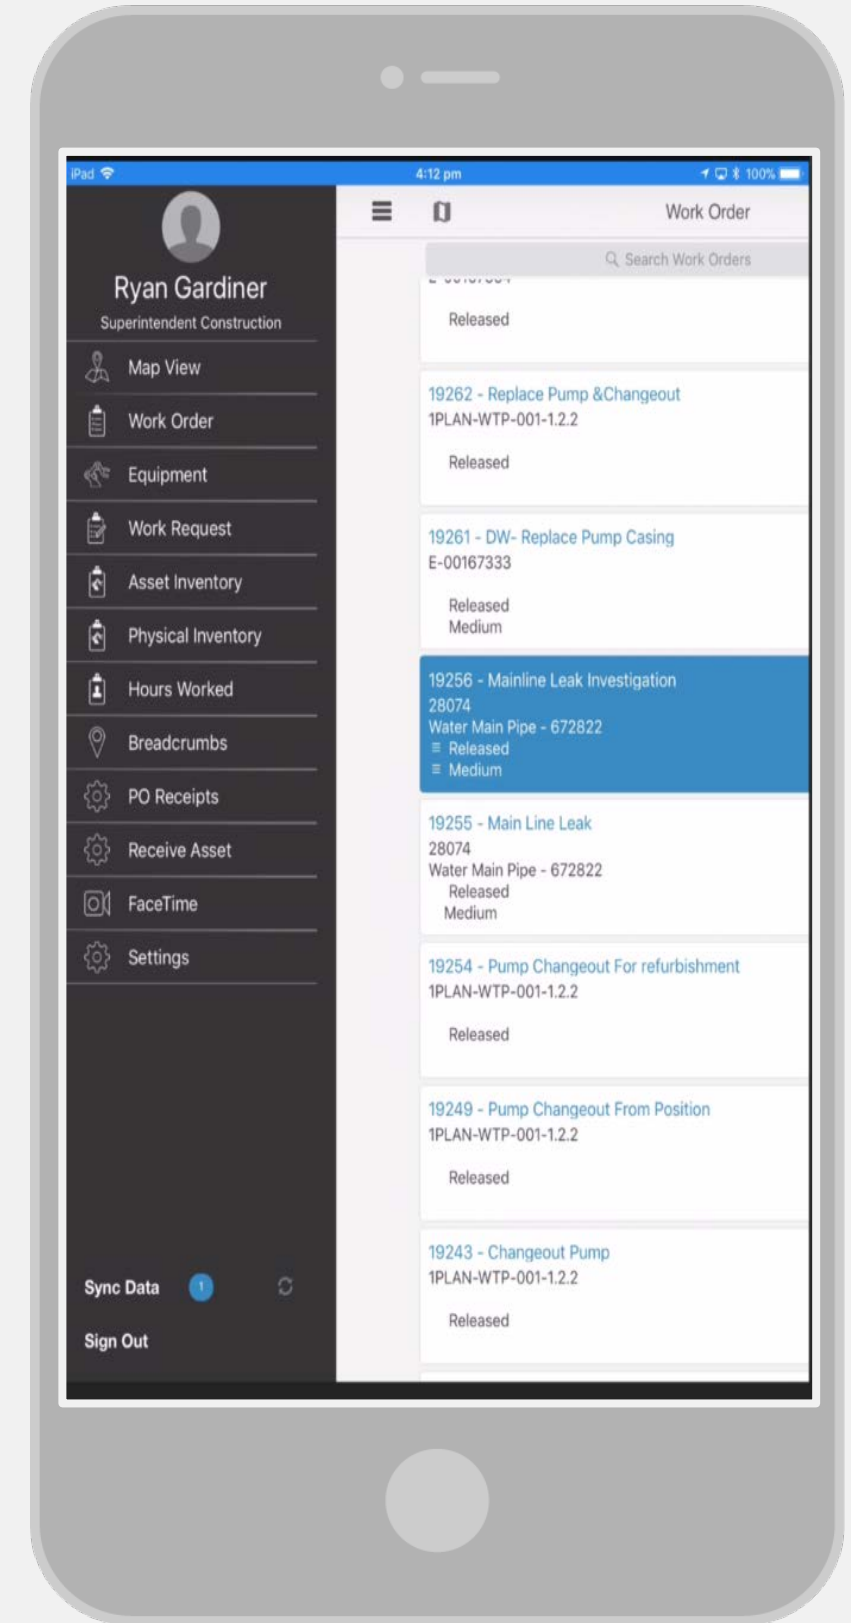 iPad
4:12 pm
100%
Ryan Gardiner
Superintendent Construction
Map View
Work Order
Equipment
Work Request
Asset Inventory
Physical Inventory
Hours Worked
Breadcrumbs
PO Receipts
Receive Asset
FaceTime
Settings
Sync Data 1
Sign Out
Work Order
Search Work Orders
Released
19262 - Replace Pump &Changeout
1PLAN-WTP-001-1.2.2
Released
19261 - DW- Replace Pump Casing
E-00167333
Released
Medium
19256 - Mainline Leak Investigation
28074
Water Main Pipe - 672822
Released
Medium
19255 - Main Line Leak
28074
Water Main Pipe - 672822
Released
Medium
19254 - Pump Changeout For refurbishment
1PLAN-WTP-001-1.2.2
Released
19249 - Pump Changeout From Position
1PLAN-WTP-001-1.2.2
Released
19243 - Changeout Pump
1PLAN-WTP-001-1.2.2
Released